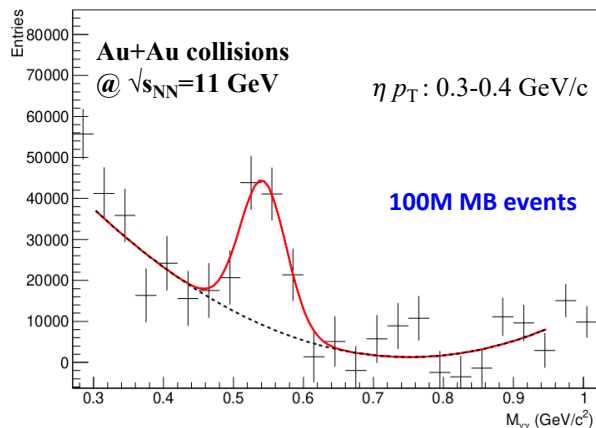 Entries
80000
70000
60000
50000
40000
30000
20000
10000
0
Au+Au collisions
@ √sNN=11 GeV
η pT : 0.3-0.4 GeV/c
100M MB events
0.3 0.4 0.5 0.6 0.7 0.8 0.9 1
Mγγ (GeV/c²)